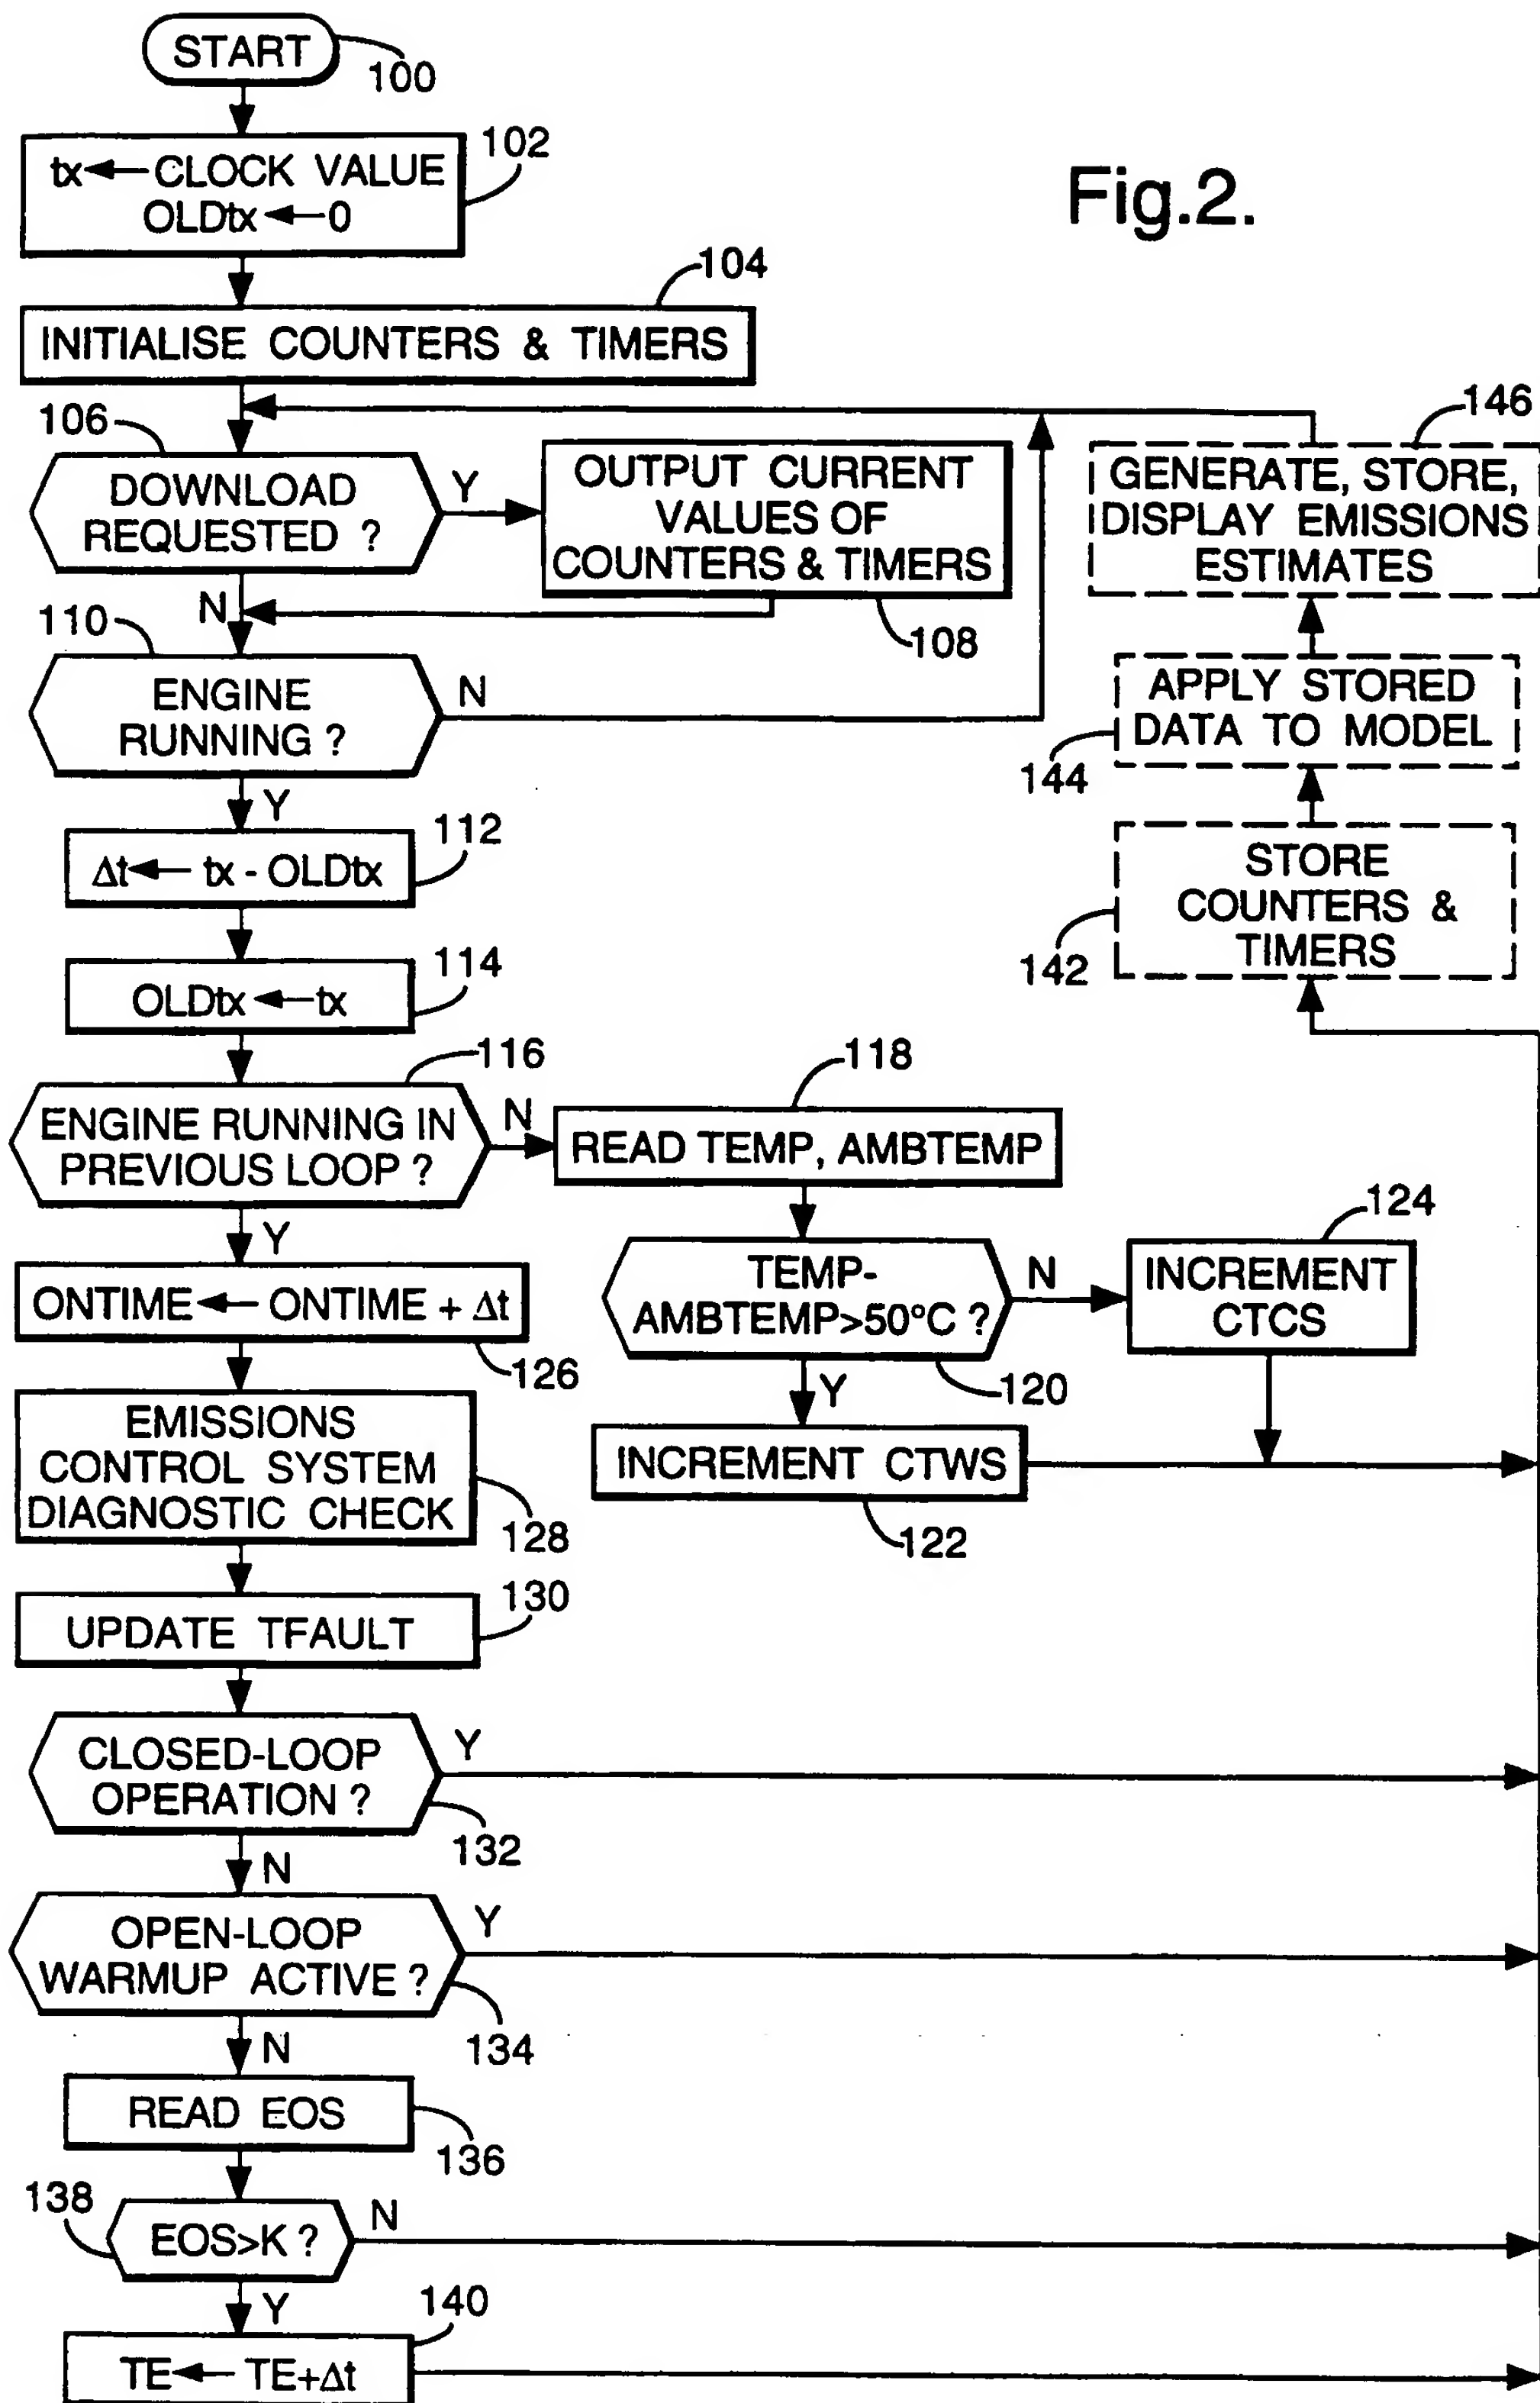 START
100
tx←CLOCK VALUE
OLDtx←0
102
Fig.2.
104
INITIALISE COUNTERS & TIMERS
106
DOWNLOAD
REQUESTED ?
Y
N
OUTPUT CURRENT
VALUES OF
COUNTERS & TIMERS
108
146
GENERATE, STORE,
DISPLAY EMISSIONS
ESTIMATES
110
ENGINE
RUNNING ?
N
Y
APPLY STORED
DATA TO MODEL
144
112
Δt← tx - OLDtx
STORE
COUNTERS &
TIMERS
142
114
OLDtx←tx
116
ENGINE RUNNING IN
PREVIOUS LOOP ?
N
Y
118
READ TEMP, AMBTEMP
TEMP-
AMBTEMP>50°C ?
120
N
Y
124
INCREMENT
CTCS
ONTIME← ONTIME + Δt
126
INCREMENT CTWS
122
EMISSIONS
CONTROL SYSTEM
DIAGNOSTIC CHECK
128
130
UPDATE TFAULT
CLOSED-LOOP
OPERATION ?
Y
132
N
OPEN-LOOP
WARMUP ACTIVE ?
Y
134
N
READ EOS
136
138
EOS>K ?
N
Y
140
TE← TE+Δt